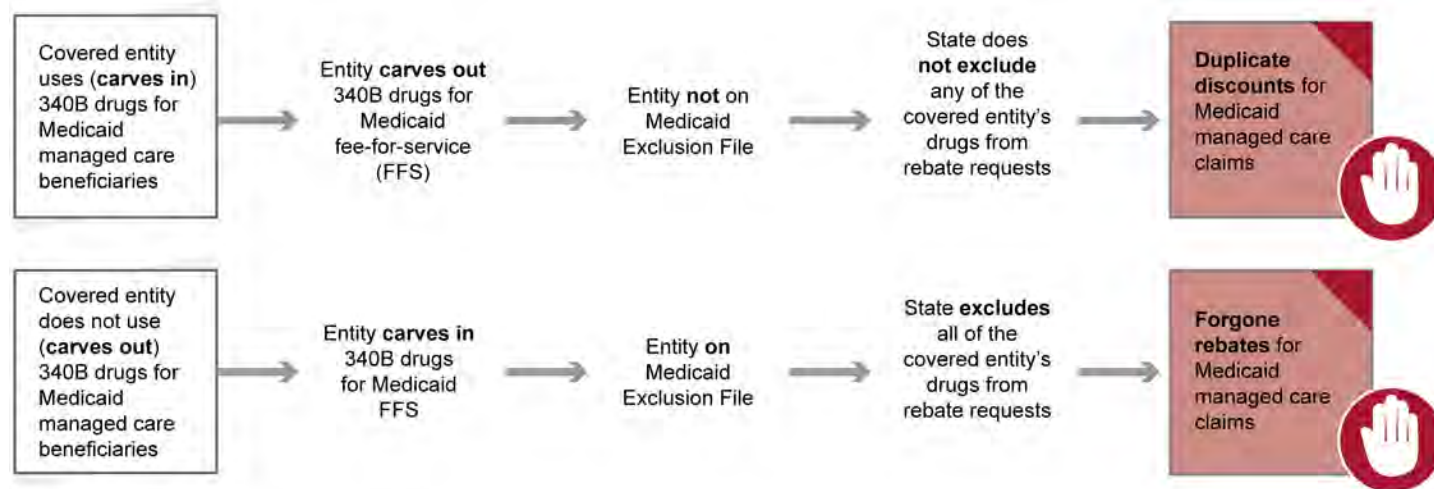 Covered entity
uses (carves in)
340B drugs for
Medicaid
managed care
beneficiaries
Entity carves out
340B drugs for
Medicaid
fee-for-service
(FFS)
Entity not on
Medicaid
Exclusion File
State does
not exclude
any of the
covered entity's
drugs from
rebate requests
Duplicate
discounts for
Medicaid
managed care
claims
Covered entity
does not use
(carves out)
340B drugs for
Medicaid
managed care
beneficiaries
Entity carves in
340B drugs
for Medicaid
FFS
Entity on
Medicaid
Exclusion File
State excludes
all of the
covered entity's
drugs from
rebate requests
Forgone
rebates for
Medicaid
managed care
claims